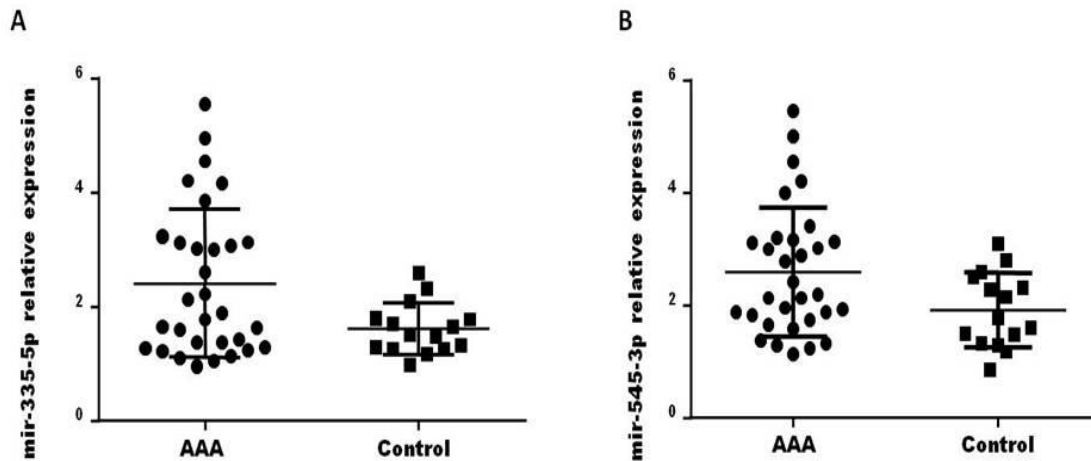 A
mir-335-5p relative expression
6
4
2
0
AAA
Control
B
mir-545-3p relative expression
6
4
2
0
AAA
Control